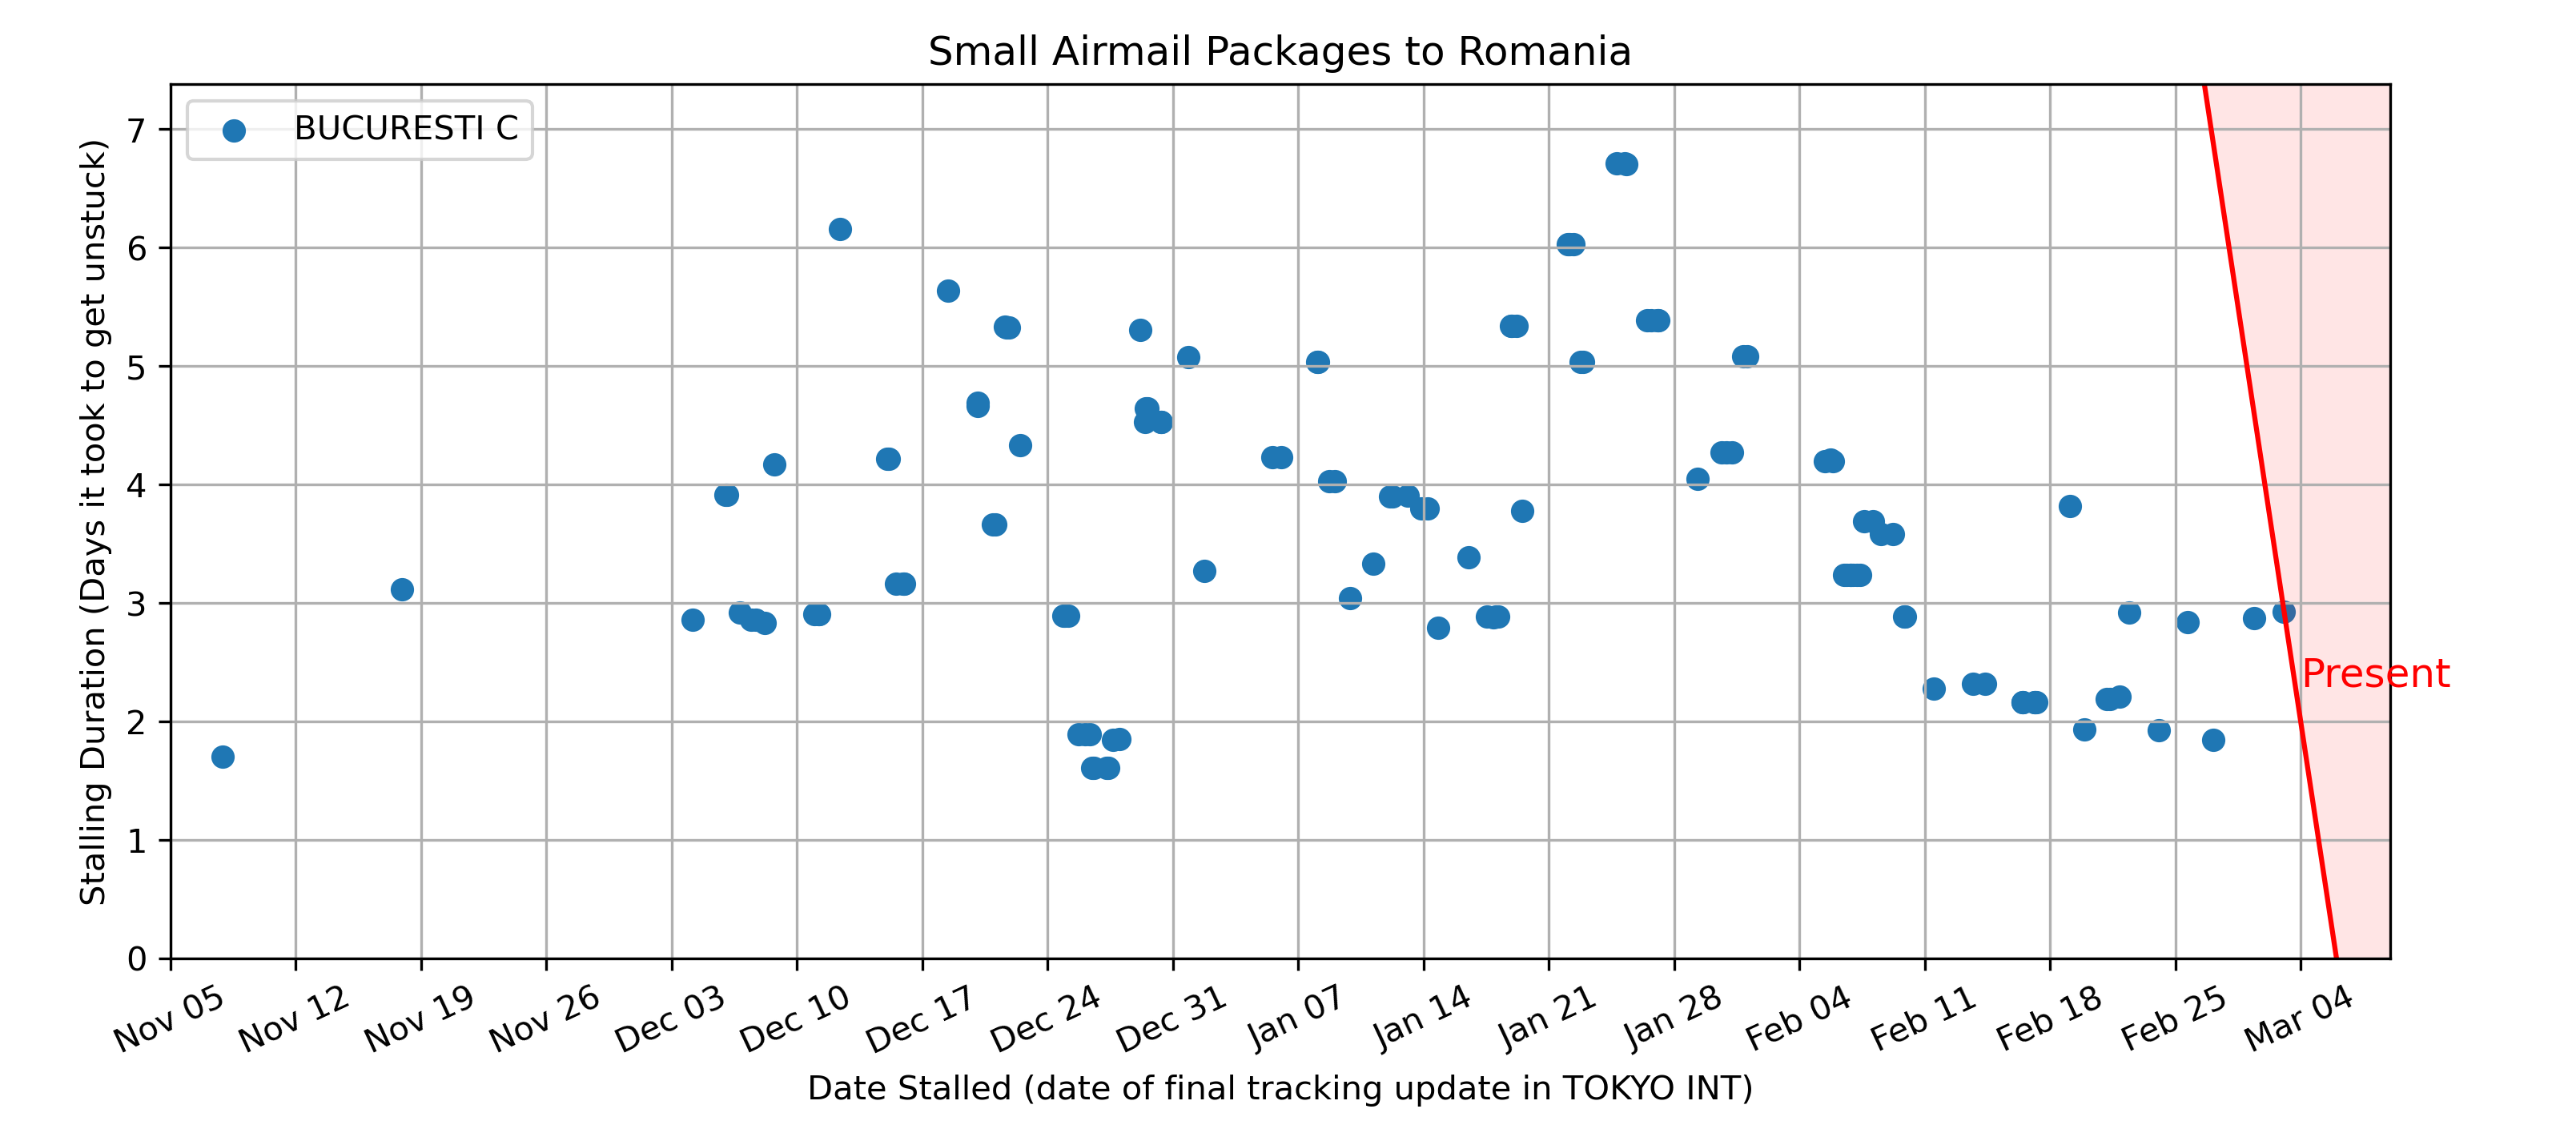 Small Airmail Packages to Romania
BUCURESTI C
Stalling Duration (Days it took to get unstuck)
7
6
5
4
3
2
1
0
Present
Nov 05
Nov 12
Nov 19
Nov 26
Dec 03
Dec 10
Dec 17
Dec 24
Dec 31
Jan 07
Jan 14
Jan 21
Jan 28
Feb 04
Feb 11
Feb 18
Feb 25
Mar 04
Date Stalled (date of final tracking update in TOKYO INT)